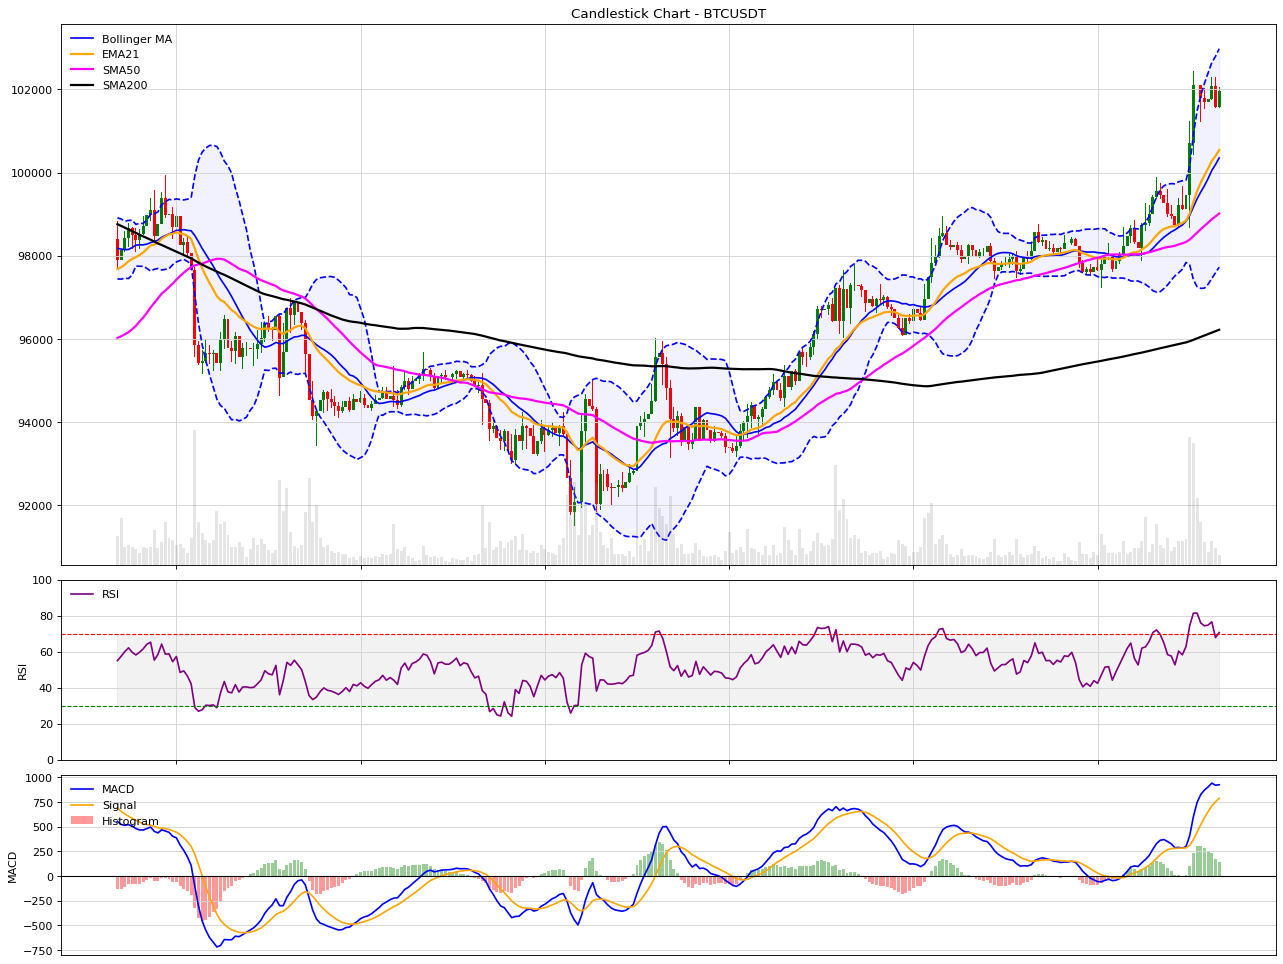 Candlestick Chart - BTCUSDT
Bollinger MA
EMA21
SMA50
SMA200
102000
100000
98000
96000
94000
92000
RSI
100
80
60
40
20
0
RSI
MACD
Signal
Histogram
1000
750
500
250
0
−250
−500
−750
MACD